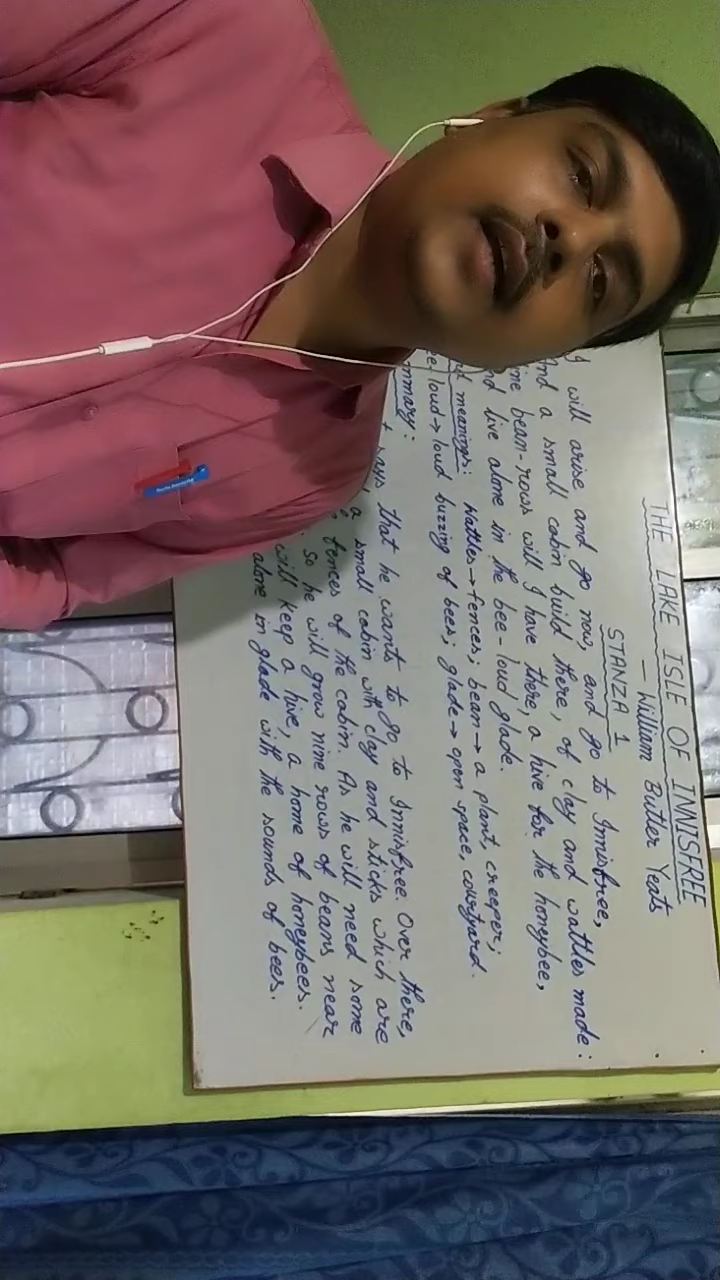 THE LAKE ISLE OF INNISFREE
- William Butler Yeats
STANZA 1
I will arise and go now, and go to Innisfree,
And a small cabin build there, of clay and wattles made:
bean-rows will I have there, a hive for the honeybee,
live alone in the bee-loud glade.
meanings: Wattles → fences; bean → a plant, creeper;
loud → loud buzzing of bees; glade → open space, courtyard.
says that he wants to go to Innisfree. Over there,
a small cabin with clay and sticks which are
fences of the cabin. As he will need some
So he will grow nine rows of beans near
will keep a hive, a home of honeybees.
alone in glade with the sounds of bees.